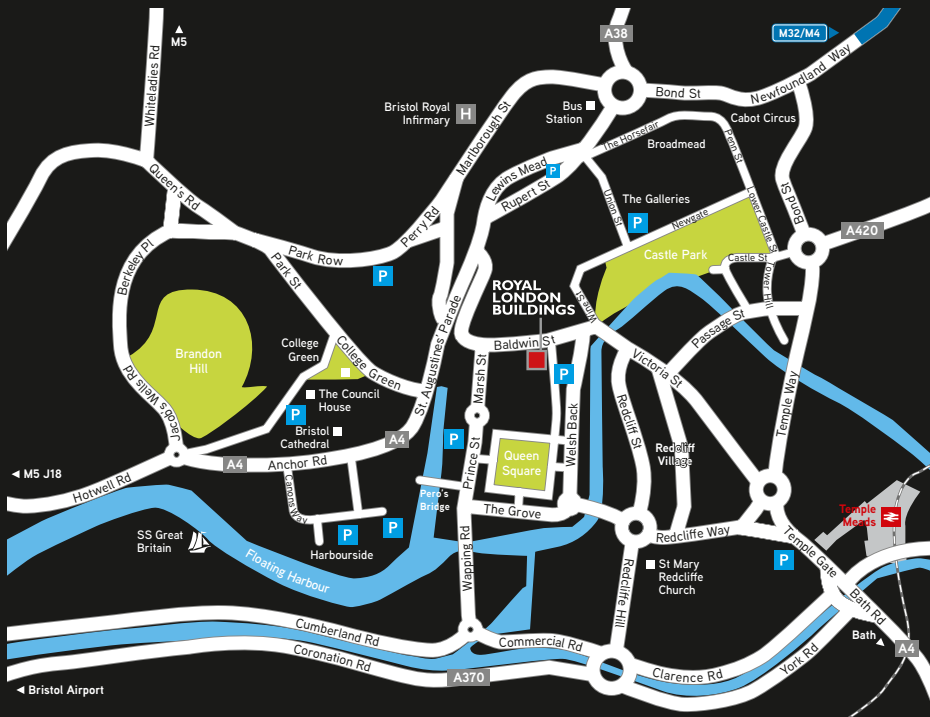 M5
Whiteladies Rd
A38
M32/M4
Newfoundland Way
Bond St
Cabot Circus
Bus
Station
Bristol Royal
Infirmary
H
Marlborough St
The Horsefair
Broadmead
Penn St
Lewins Mead
P
Rupert St
Union St
The Galleries
P
Newgate
Lower Castle St
Bond St
A420
Queen's Rd
Perry Rd
Park Row
P
Park St
Berkeley Pl
Castle Park
Castle St
Tower Hill
Wine St
ROYAL
LONDON
BUILDINGS
Baldwin St
Passage St
Victoria St
Brandon
Hill
College
Green
College Green
St. Augustines' Parade
Marsh St
P
The Council
House
P
Jacob's Wells Rd
Bristol
Cathedral
A4
P
Prince St
Queen
Square
Welsh Back
Redcliff St
Redcliff
Village
Temple Way
M5 J18
Hotwell Rd
A4
Anchor Rd
Canons Way
Pero's
Bridge
The Grove
P
P
Harbourside
SS Great
Britain
Floating Harbour
Wapping Rd
Redcliffe Way
Temple
Meads
P
Temple Gate
St Mary
Redcliffe
Church
Redcliffe Hill
Bath Rd
Bath
A4
Cumberland Rd
Commercial Rd
Coronation Rd
A370
Clarence Rd
York Rd
Bristol Airport